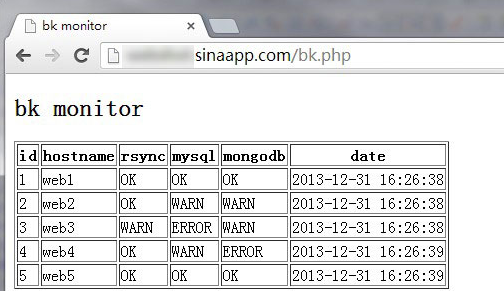 bk monitor
sinaapp.com/bk.php
bk monitor
id hostname rsync mysql mongodb date
1 web1 OK OK OK 2013-12-31 16:26:38
2 web2 OK WARN WARN 2013-12-31 16:26:38
3 web3 WARN ERROR WARN 2013-12-31 16:26:38
4 web4 OK WARN ERROR 2013-12-31 16:26:39
5 web5 OK OK OK 2013-12-31 16:26:39